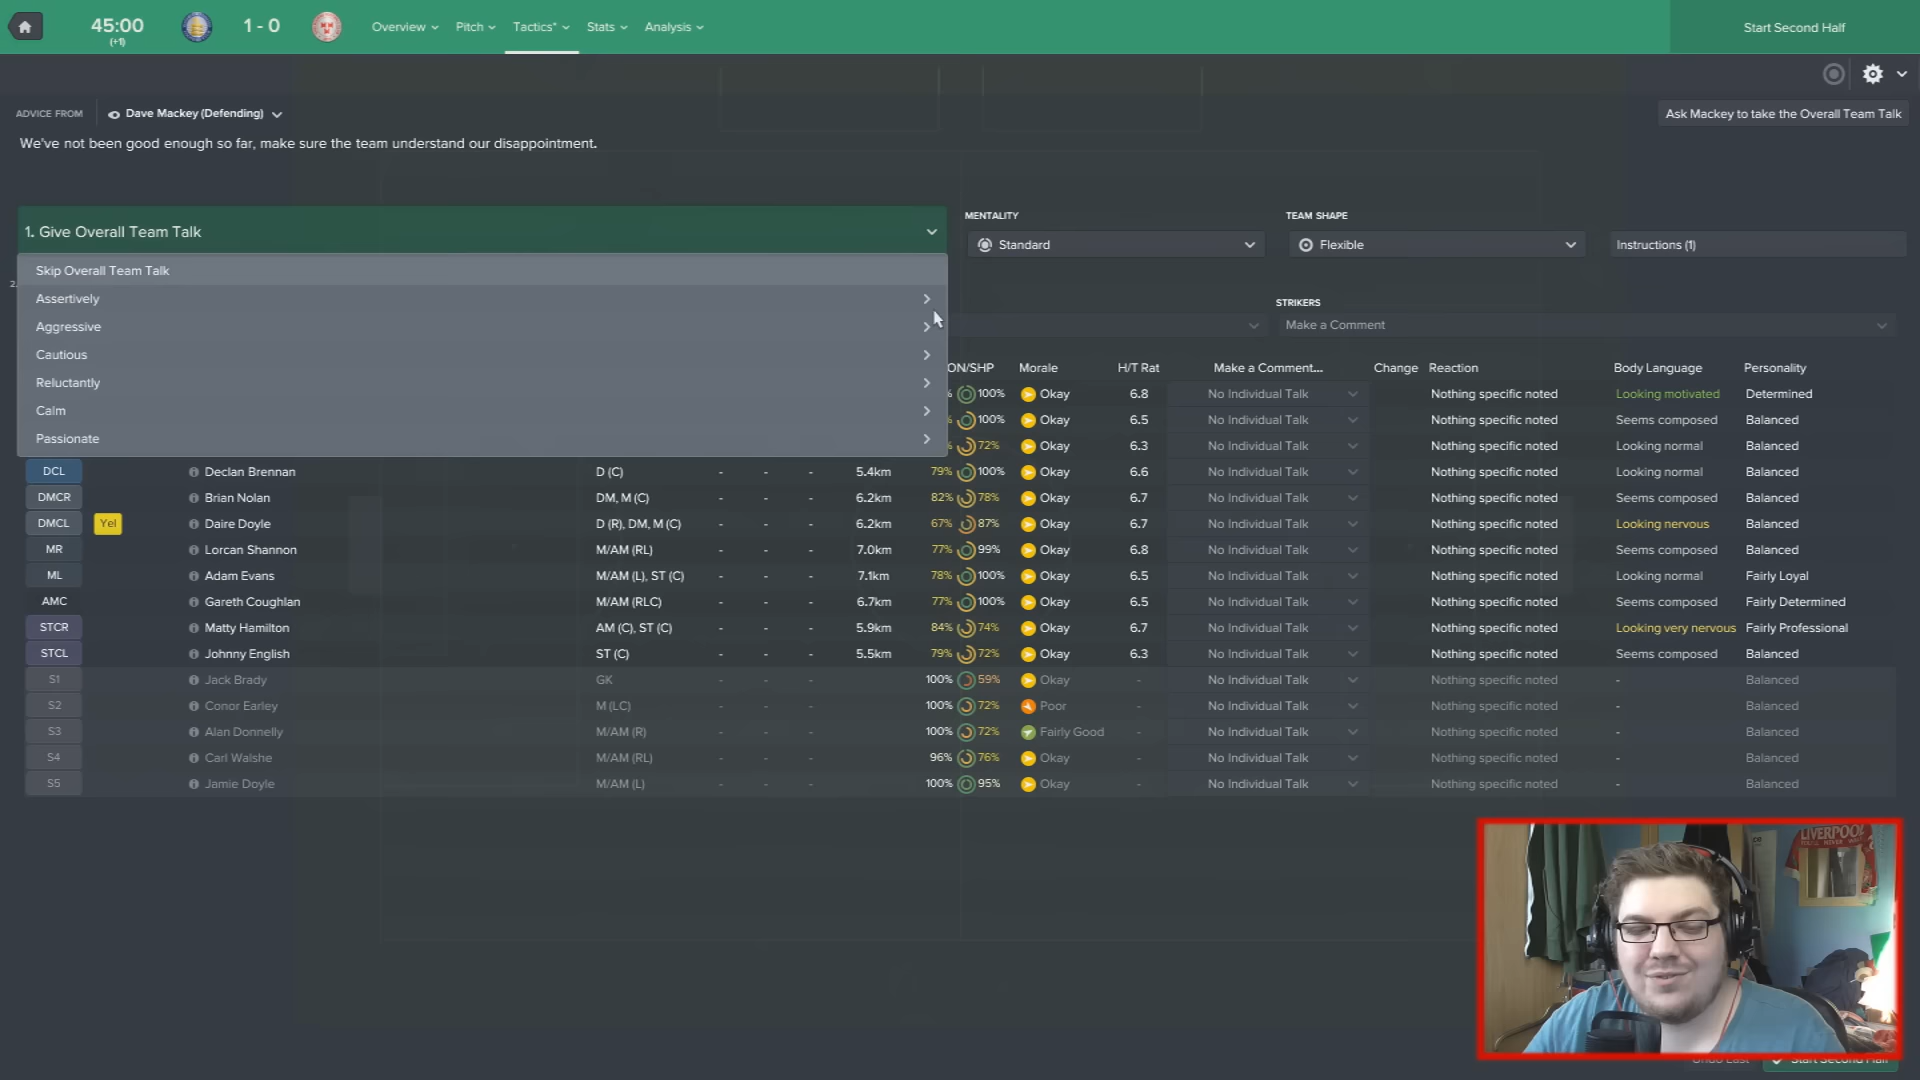 45:00
(+1)
1 - 0
Overview
Pitch
Tactics*
Stats
Analysis
Start Second Half
ADVICE FROM
Dave Mackey (Defending)
Ask Mackey to take the Overall Team Talk
We've not been good enough so far, make sure the team understand our disappointment.
1. Give Overall Team Talk
MENTALITY
Standard
TEAM SHAPE
Flexible
Instructions (1)
Skip Overall Team Talk
2.
Assertively
Aggressive
Cautious
Reluctantly
Calm
Passionate
STRIKERS
Make a Comment
ON/SHP Morale H/T Rat Make a Comment... Change Reaction Body Language Personality
% 100% Okay 6.8 No Individual Talk Nothing specific noted Looking motivated Determined
100% Okay 6.5 No Individual Talk Nothing specific noted Seems composed Balanced
% 72% Okay 6.3 No Individual Talk Nothing specific noted Looking normal Balanced
DCL Declan Brennan D (C) - - - 5.4km 79% 100% Okay 6.6 No Individual Talk Nothing specific noted Looking normal Balanced
DMCR Brian Nolan DM, M (C) - - - 6.2km 82% 78% Okay 6.7 No Individual Talk Nothing specific noted Seems composed Balanced
DMCL Yel Daire Doyle D (R), DM, M (C) - - - 6.2km 67% 87% Okay 6.7 No Individual Talk Nothing specific noted Looking nervous Balanced
MR Lorcan Shannon M/AM (RL) - - - 7.0km 77% 99% Okay 6.8 No Individual Talk Nothing specific noted Seems composed Balanced
ML Adam Evans M/AM (L), ST (C) - - - 7.1km 78% 100% Okay 6.5 No Individual Talk Nothing specific noted Looking normal Fairly Loyal
AMC Gareth Coughlan M/AM (RLC) - - - 6.7km 77% 100% Okay 6.5 No Individual Talk Nothing specific noted Seems composed Fairly Determined
STCR Matty Hamilton AM (C), ST (C) - - - 5.9km 84% 74% Okay 6.7 No Individual Talk Nothing specific noted Looking very nervous Fairly Professional
STCL Johnny English ST (C) - - - 5.5km 79% 72% Okay 6.3 No Individual Talk Nothing specific noted Seems composed Balanced
S1 Jack Brady GK - - - 100% 59% Okay - No Individual Talk Nothing specific noted - Balanced
S2 Conor Earley M (LC) - - - 100% 72% Poor - No Individual Talk Nothing specific noted - Balanced
S3 Alan Donnelly M/AM (R) - - - 100% 72% Fairly Good - No Individual Talk Nothing specific noted - Balanced
S4 Carl Walshe M/AM (RL) - - - 96% 76% Okay - No Individual Talk Nothing specific noted - Balanced
S5 Jamie Doyle M/AM (L) - - - 100% 95% Okay - No Individual Talk Nothing specific noted - Balanced
LIVERPOOL
Undo Last
Start Second Half